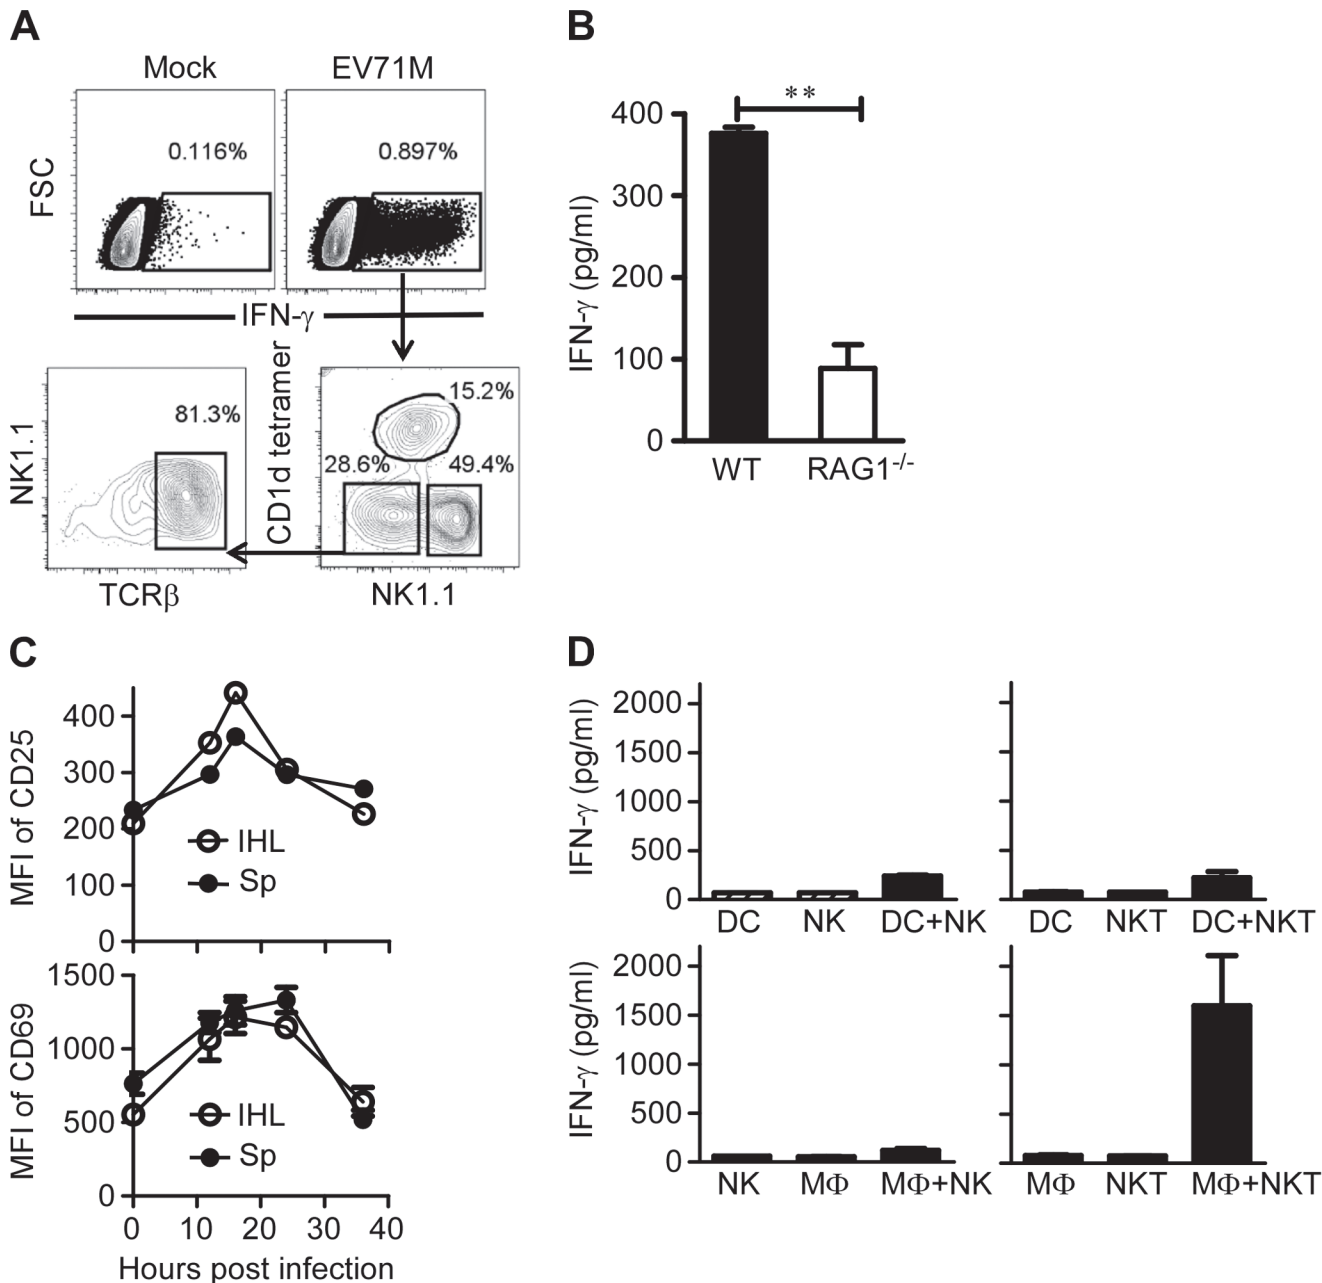 A
Mock EV71M
0.116% 0.897%
FSC
IFN-γ
15.2%
28.6% 49.4%
CD1d tetramer
NK1.1
81.3%
NK1.1
TCRβ
B
**
400
300
200
100
0
IFN-γ (pg/ml)
WT RAG1-/-
C
400
300
200
100
0
MFI of CD25
IHL
Sp
1500
1000
500
0
MFI of CD69
IHL
Sp
0 10 20 30 40
Hours post infection
D
2000
1500
1000
500
0
IFN-γ (pg/ml)
DC NK DC+NK DC NKT DC+NKT
2000
1500
1000
500
0
IFN-γ (pg/ml)
NK MΦ MΦ+NK MΦ NKT MΦ+NKT